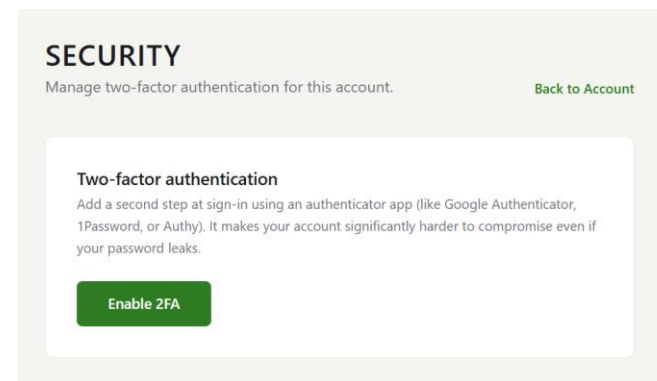 SECURITY
Manage two-factor authentication for this account.
Back to Account
Two-factor authentication
Add a second step at sign-in using an authenticator app (like Google Authenticator,
1Password, or Authy). It makes your account significantly harder to compromise even if
your password leaks.
Enable 2FA